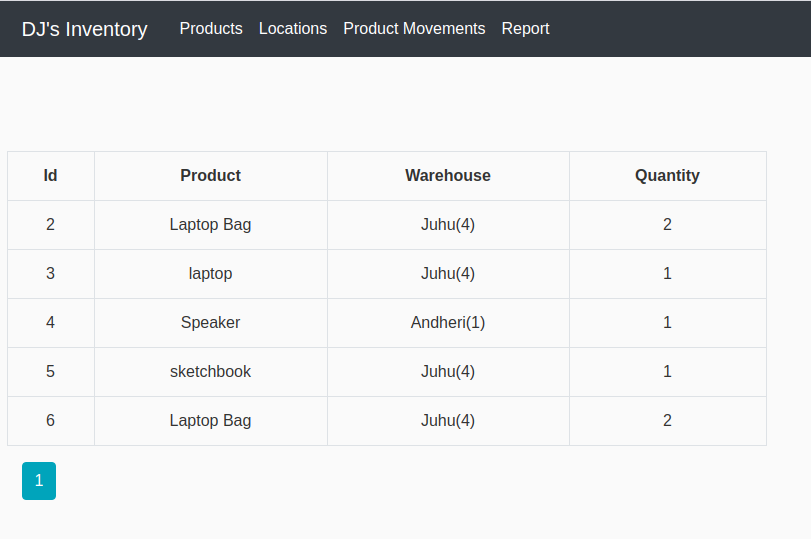 DJ's Inventory Products Locations Product Movements Report
Id Product Warehouse Quantity
2 Laptop Bag Juhu(4) 2
3 laptop Juhu(4) 1
4 Speaker Andheri(1) 1
5 sketchbook Juhu(4) 1
6 Laptop Bag Juhu(4) 2
1